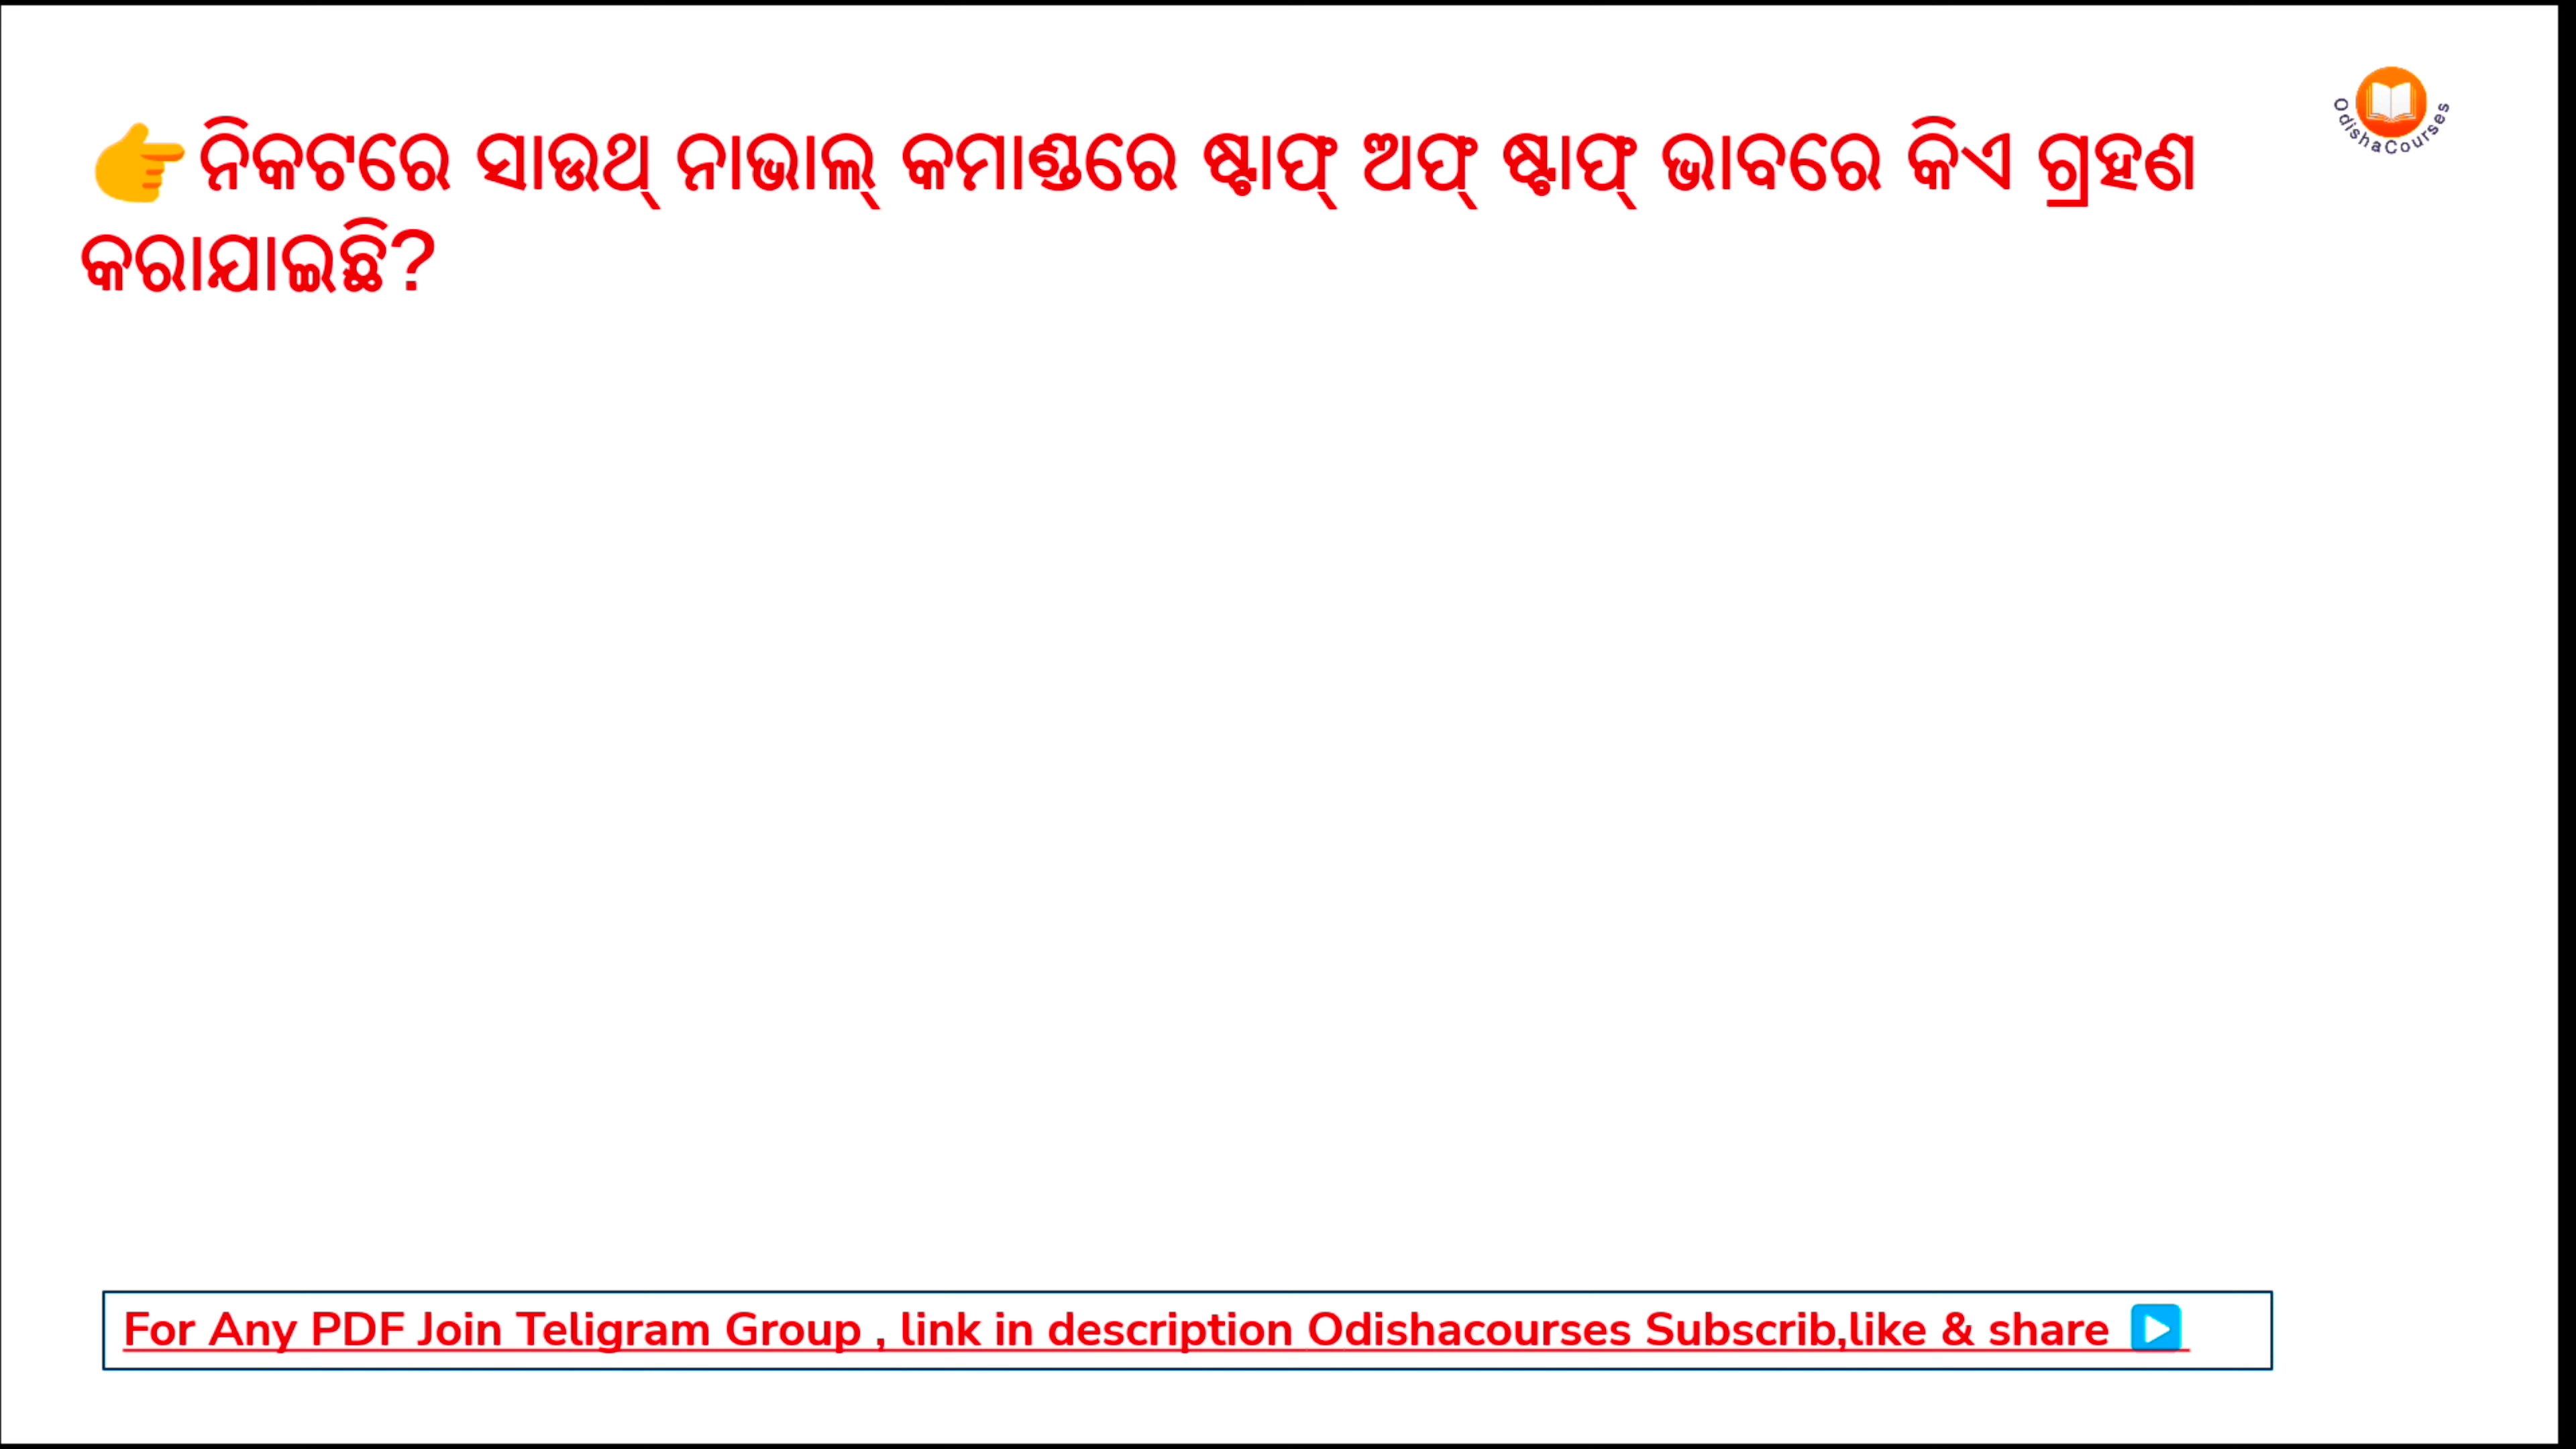 👉ନିକଟରେ ସାଉଥ୍ ନାଭାଲ୍ କମାଣ୍ଡରେ ଷ୍ଟାଫ୍ ଅଫ୍ ଷ୍ଟାଫ୍ ଭାବରେ କିଏ ଗ୍ରହଣ
କରାଯାଇଛି?
OdishaCourses
For Any PDF Join Teligram Group , link in description Odishacourses Subscrib,like & share ▶️